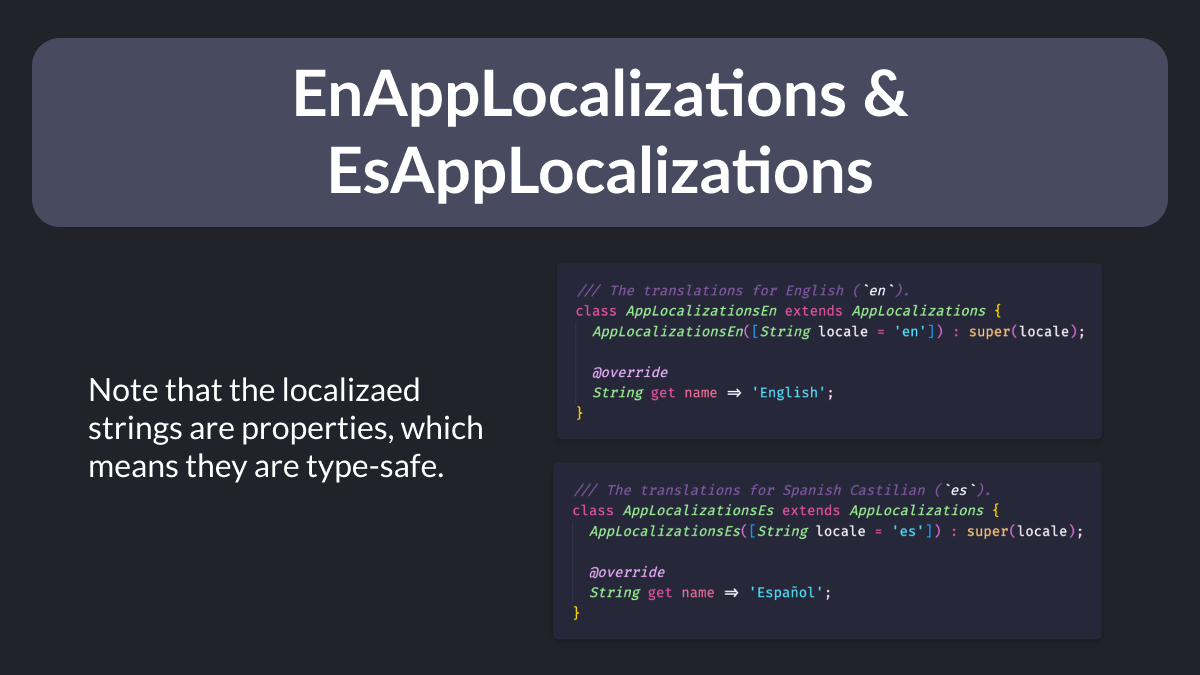 EnAppLocalizations &
EsAppLocalizations
Note that the localizaed
strings are properties, which
means they are type-safe.
/// The translations for English (`en`).
class AppLocalizationsEn extends AppLocalizations {
  AppLocalizationsEn([String locale = 'en']) : super(locale);
  @override
  String get name => 'English';
}
/// The translations for Spanish Castilian (`es`).
class AppLocalizationsEs extends AppLocalizations {
  AppLocalizationsEs([String locale = 'es']) : super(locale);
  @override
  String get name => 'Español';
}